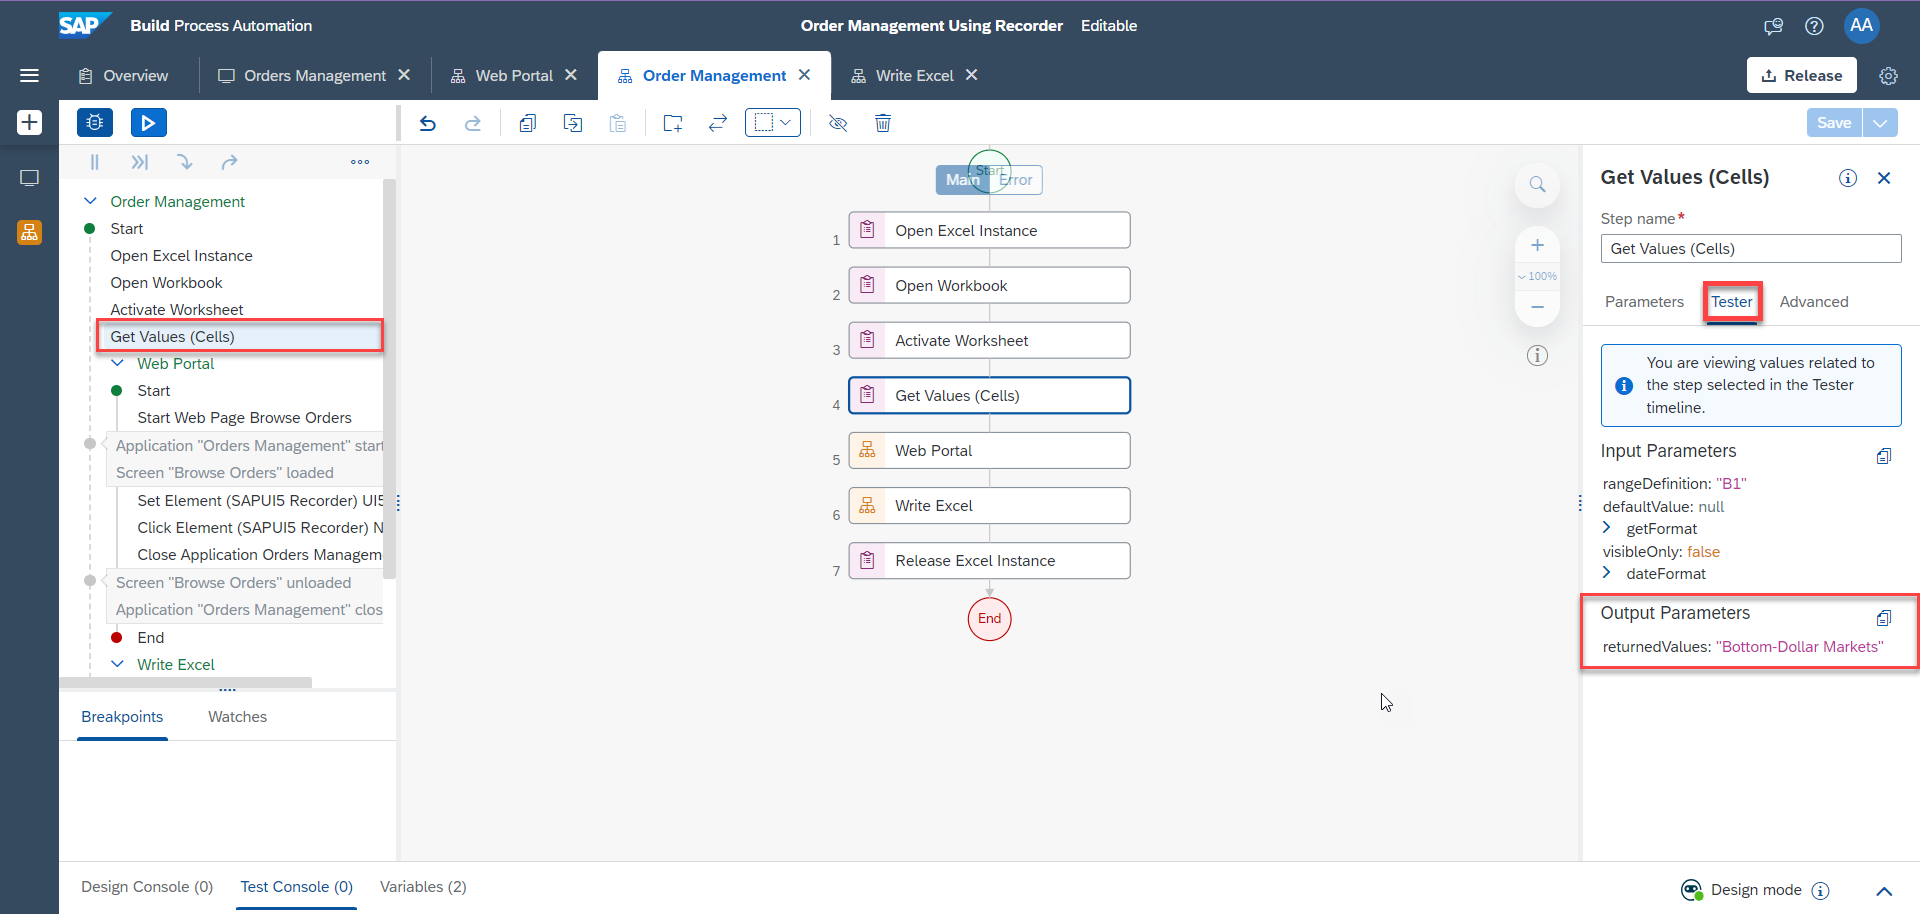 SAP Build Process Automation
Order Management Using Recorder Editable
AA
Overview
Orders Management
Web Portal
Order Management
Write Excel
Release
Save
Order Management
Start
Open Excel Instance
Open Workbook
Activate Worksheet
Get Values (Cells)
Web Portal
Start
Start Web Page Browse Orders
Application "Orders Management" start
Screen "Browse Orders" loaded
Set Element (SAPUI5 Recorder) UI5
Click Element (SAPUI5 Recorder) N
Close Application Orders Managem
Screen "Browse Orders" unloaded
Application "Orders Management" clos
End
Write Excel
Breakpoints
Watches
Start
Main
Error
1 Open Excel Instance
2 Open Workbook
3 Activate Worksheet
4 Get Values (Cells)
5 Web Portal
6 Write Excel
7 Release Excel Instance
End
100%
Get Values (Cells)
Step name*
Get Values (Cells)
Parameters
Tester
Advanced
You are viewing values related to
the step selected in the Tester
timeline.
Input Parameters
rangeDefinition: "B1"
defaultValue: null
getFormat
visibleOnly: false
dateFormat
Output Parameters
returnedValues: "Bottom-Dollar Markets"
Design Console (0)
Test Console (0)
Variables (2)
Design mode